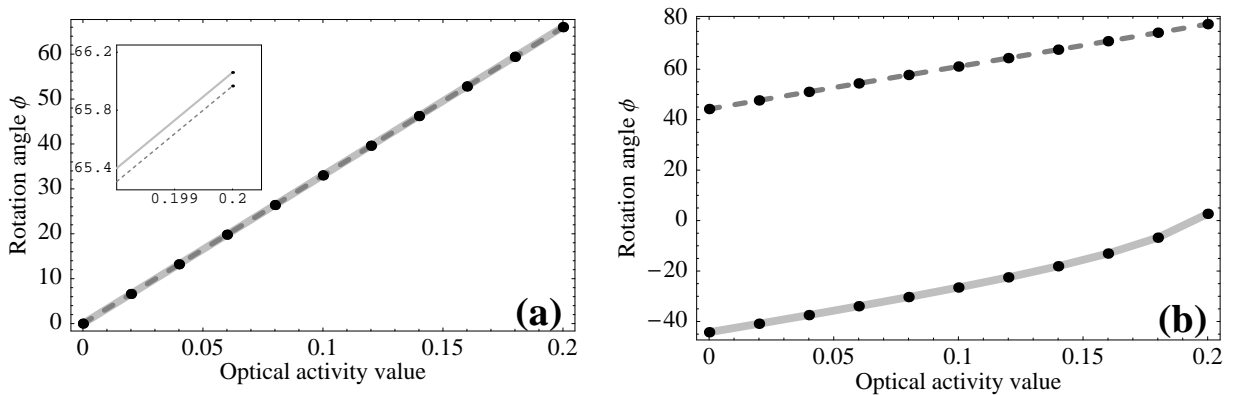 60
50
40
30
20
10
0
66.2
65.8
65.4
0.199 0.2
(a)
0 0.05 0.1 0.15 0.2
Optical activity value
Rotation angle ϕ
80
60
40
20
0
−20
−40
(b)
0 0.05 0.1 0.15 0.2
Optical activity value
Rotation angle ϕ